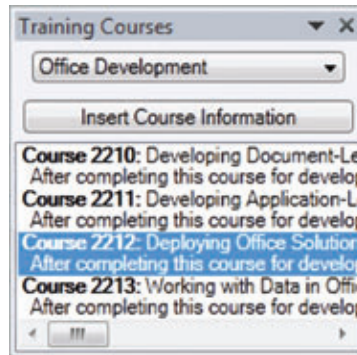 Training Courses
Office Development
Insert Course Information
Course 2210: Developing Document-Le
After completing this course for develop
Course 2211: Developing Application-L
After completing this course for develop
Course 2212: Deploying Office Solution
After completing this course for develop
Course 2213: Working with Data in Offi
After completing this course for develop